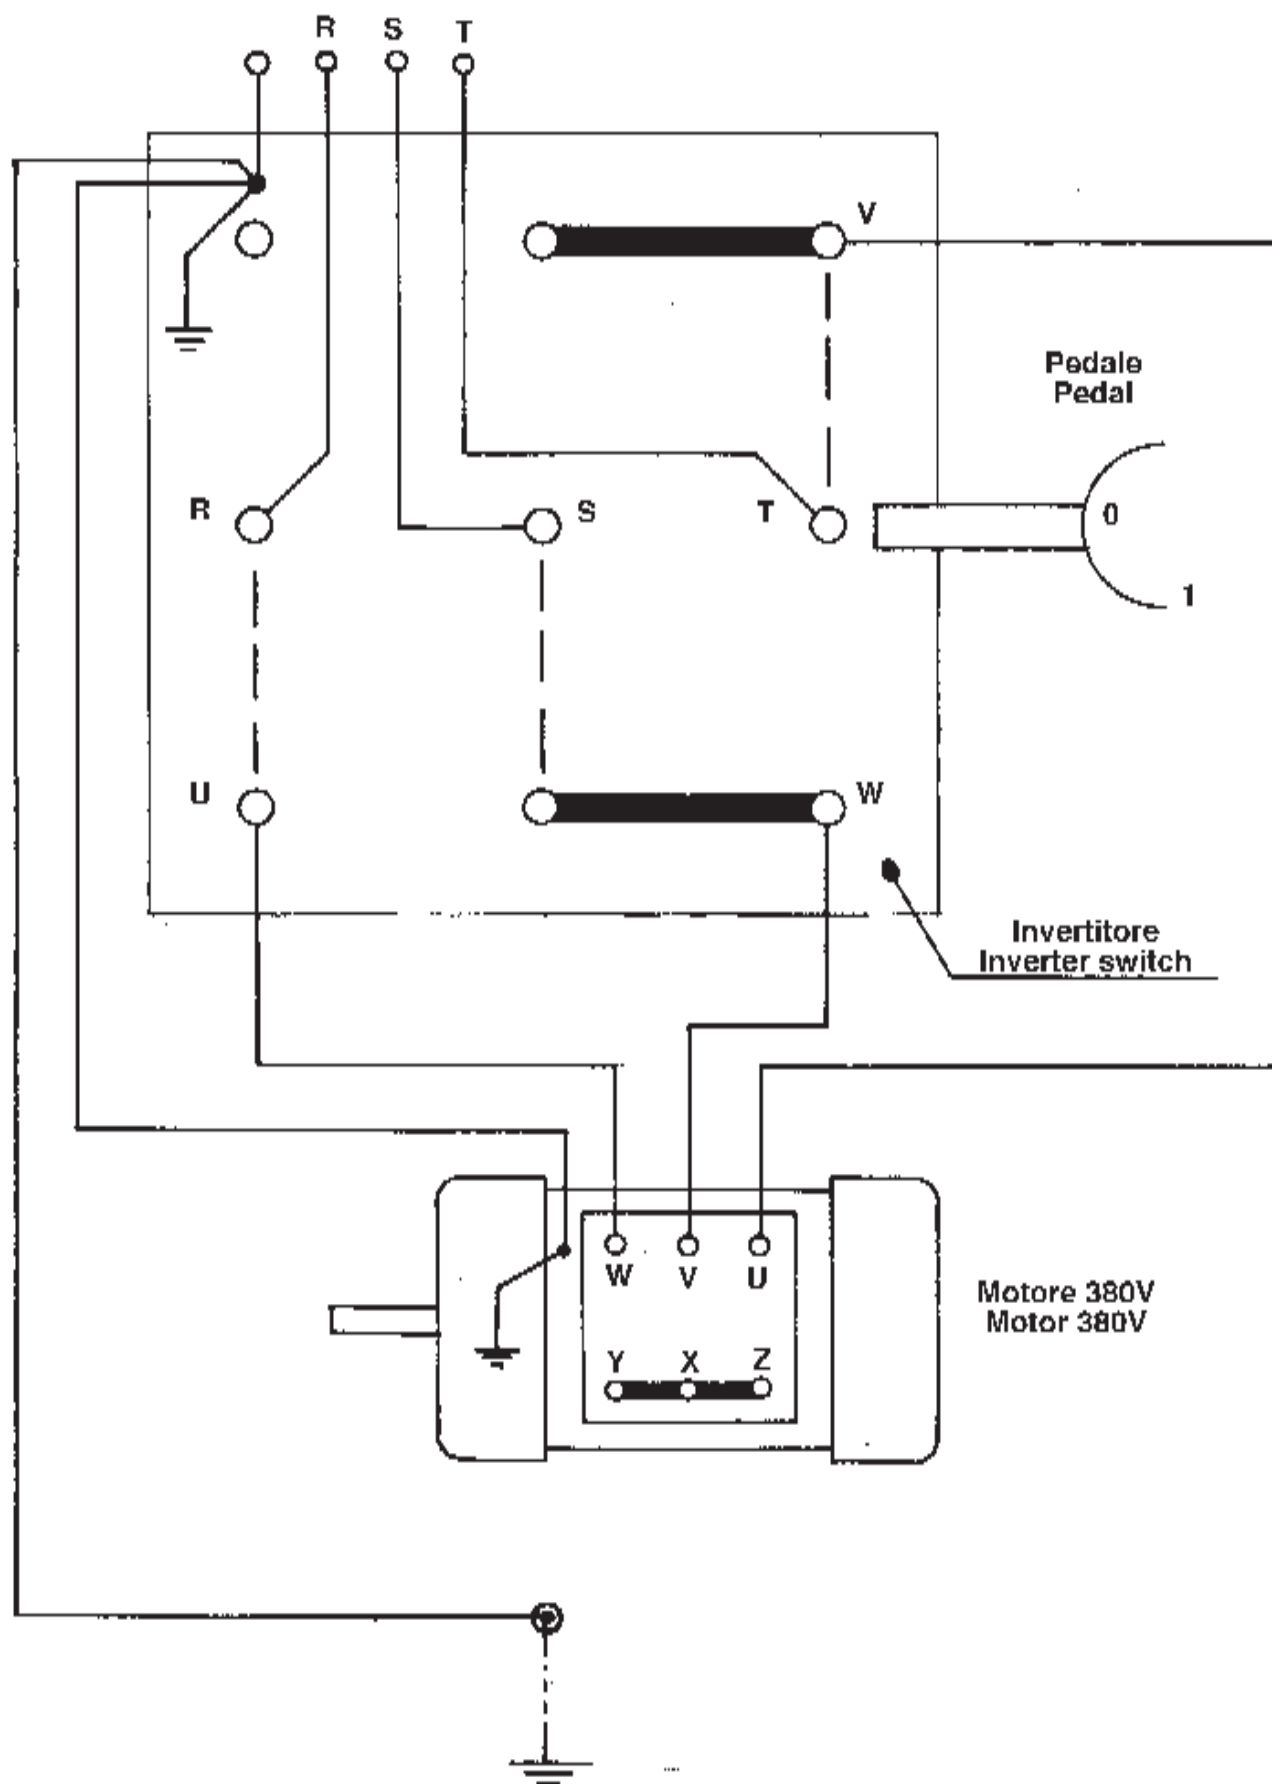 R S T
V
Pedale
Pedal
R S T 0
1
U W
Invertitore
Inverter switch
W V U
Motore 380V
Motor 380V
Y X Z